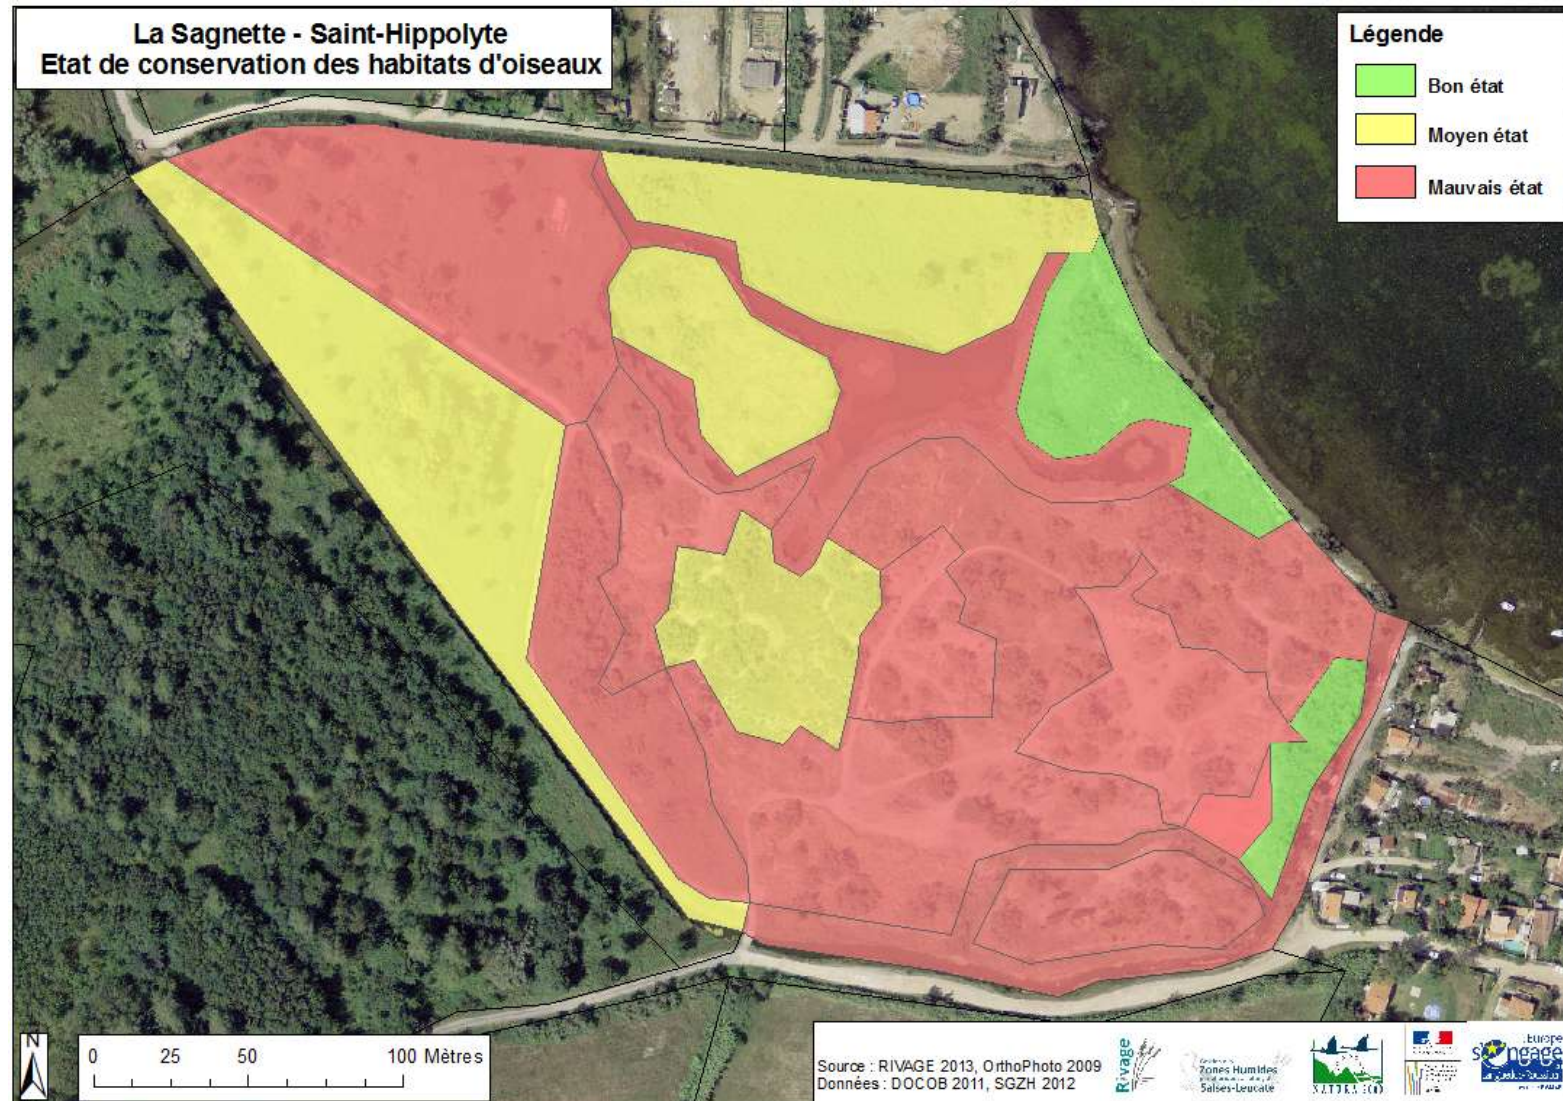 La Sagnette - Saint-Hippolyte
Etat de conservation des habitats d'oiseaux
Légende
Bon état
Moyen état
Mauvais état
N
0 25 50 100 Mètres
Source : RIVAGE 2013, OrthoPhoto 2009
Données : DOCOB 2011, SGZH 2012
Rivage
Zones Humides
Salses-Leucate
NATURA 2000
L'Europe
s'engage